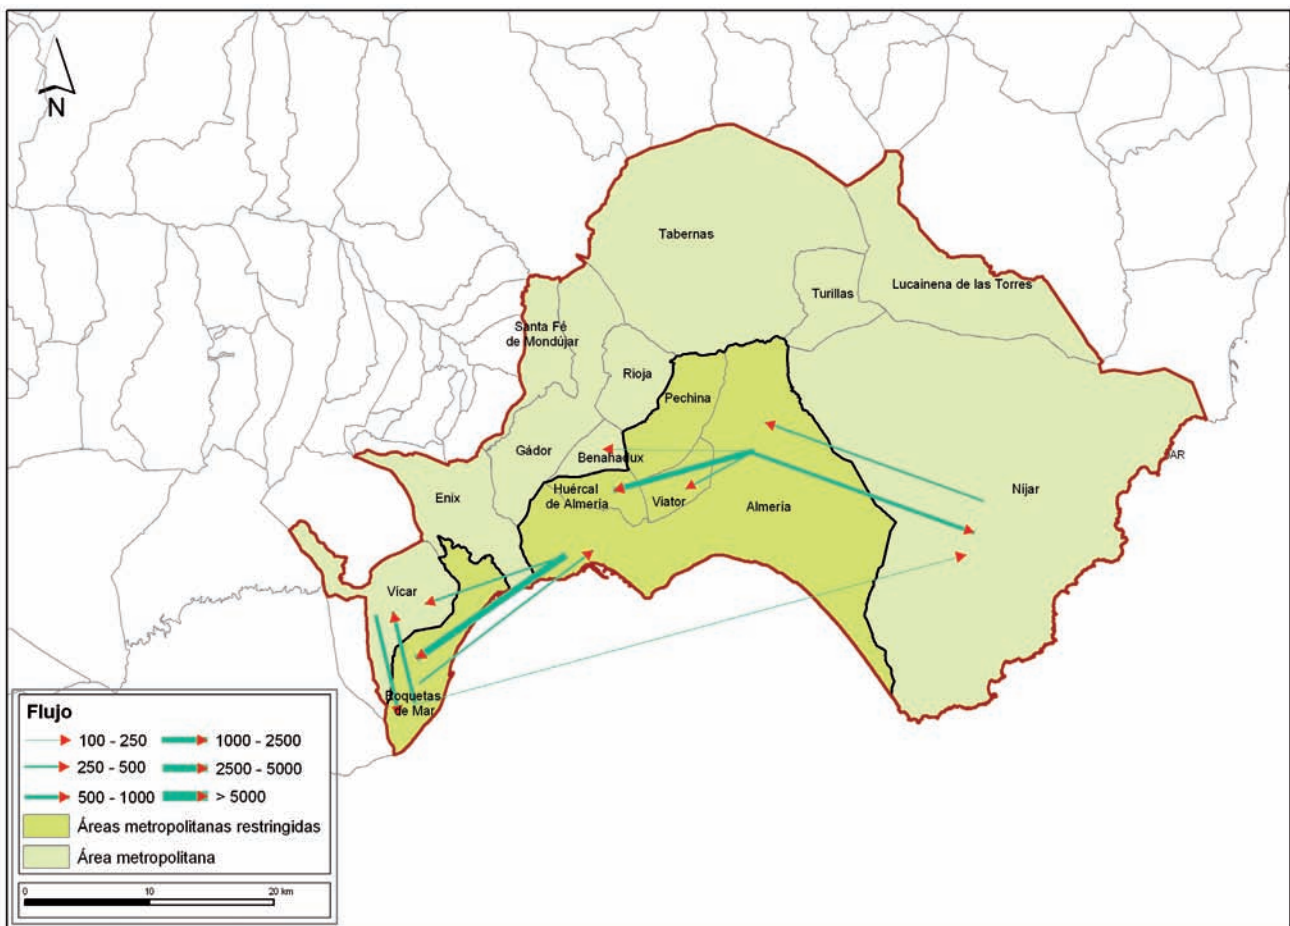 N
Tabernas
Turillas
Lucainena de las Torres
Santa Fé
de Mondújar
Rioja
Pechina
Gádor
Benahadux
Enix
Huércal
de Almería
Viator
Almería
Níjar
Vícar
Roquetas
de Mar
Flujo
100 - 250
1000 - 2500
250 - 500
2500 - 5000
500 - 1000
> 5000
Áreas metropolitanas restringidas
Área metropolitana
0 10 20 km